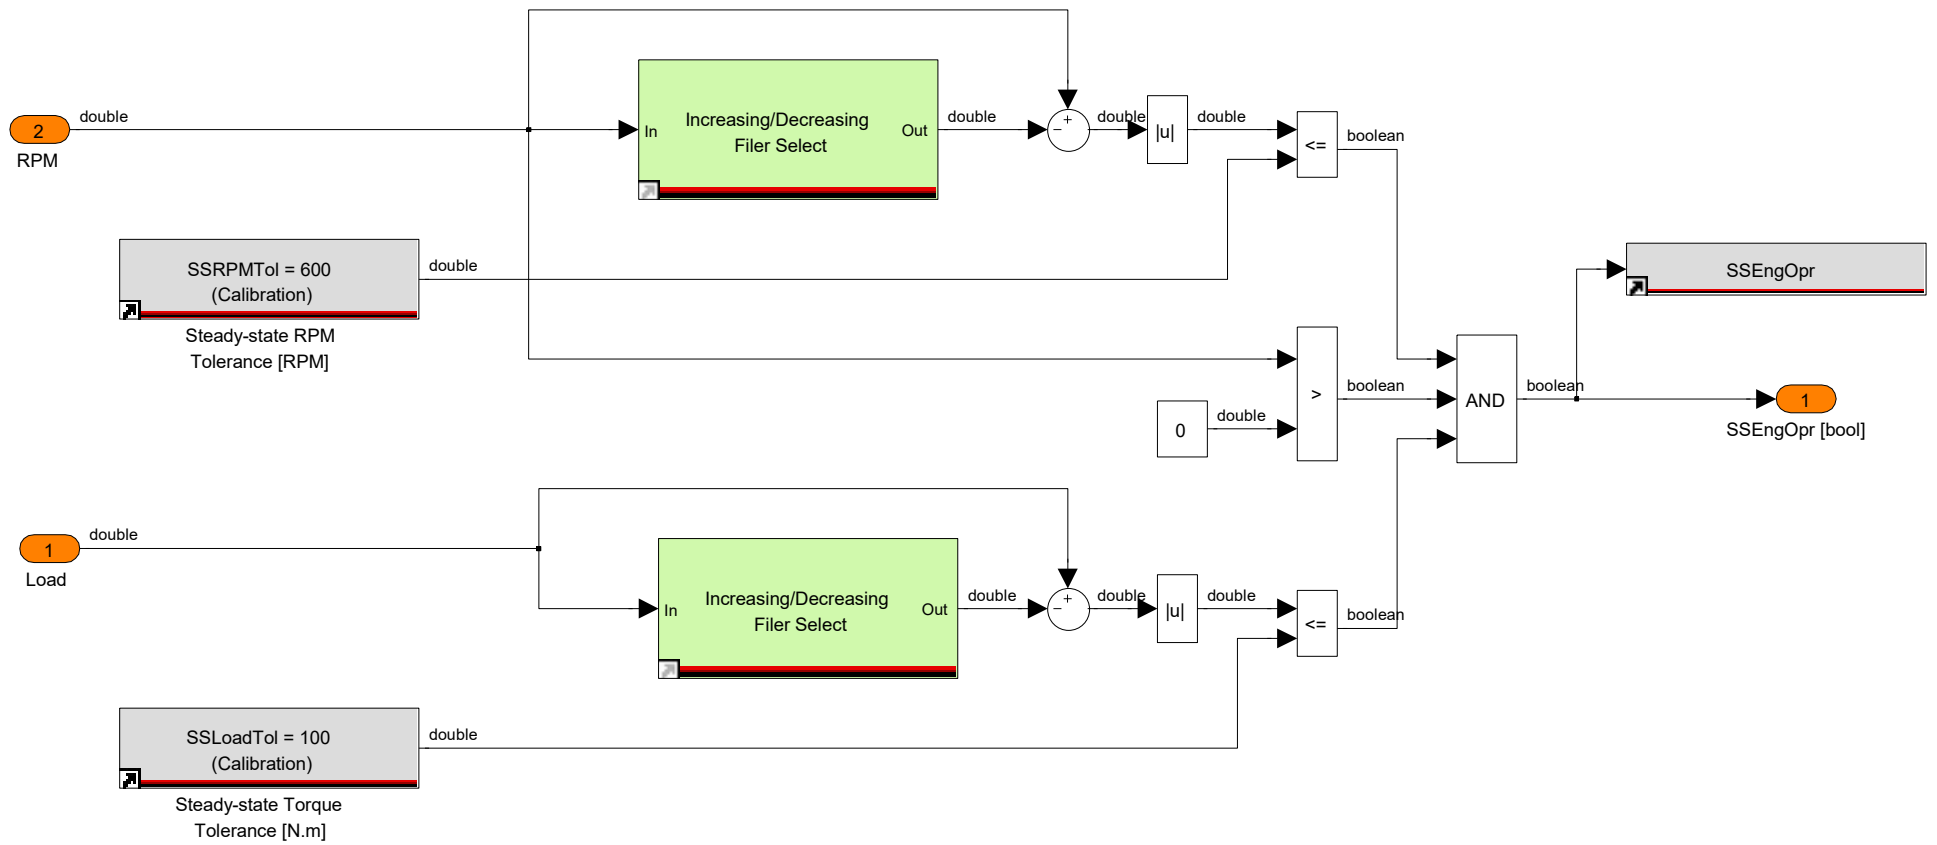 double
2
RPM
In
Increasing/Decreasing
Filer Select
Out
double
+
−
double
|u|
double
<=
boolean
SSRPMTol = 600
(Calibration)
double
Steady-state RPM
Tolerance [RPM]
SSEngOpr
>
boolean
0
double
AND
boolean
1
SSEngOpr [bool]
double
1
Load
In
Increasing/Decreasing
Filer Select
Out
double
+
−
double
|u|
double
<=
boolean
SSLoadTol = 100
(Calibration)
double
Steady-state Torque
Tolerance [N.m]